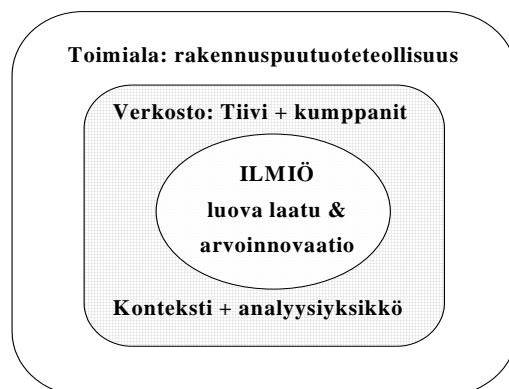 Toimiala: rakennuspuutuoteteollisuus
Verkosto: Tiivi + kumppanit
ILMIÖ
luova laatu &
arvoinnovaatio
Konteksti + analyysiyksikkö